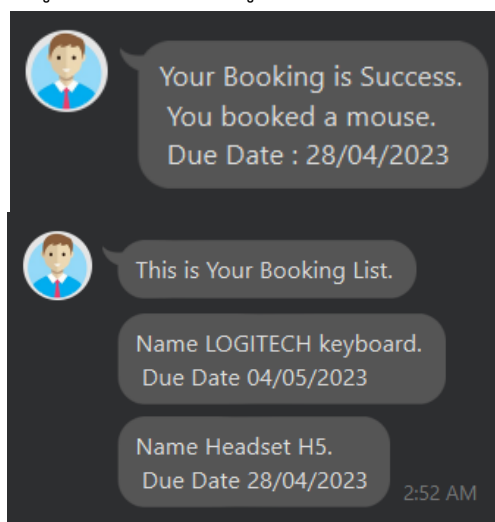 Your Booking is Success.
You booked a mouse.
Due Date : 28/04/2023
This is Your Booking List.
Name LOGITECH keyboard.
Due Date 04/05/2023
Name Headset H5.
Due Date 28/04/2023
2:52 AM